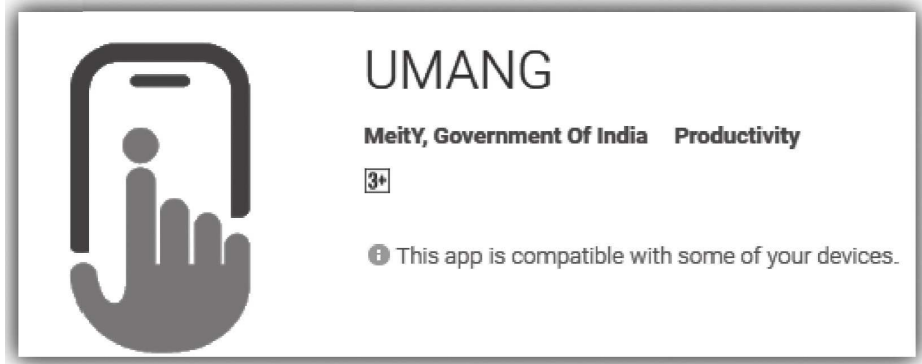 UMANG
MeitY, Government Of India Productivity
3+
This app is compatible with some of your devices.